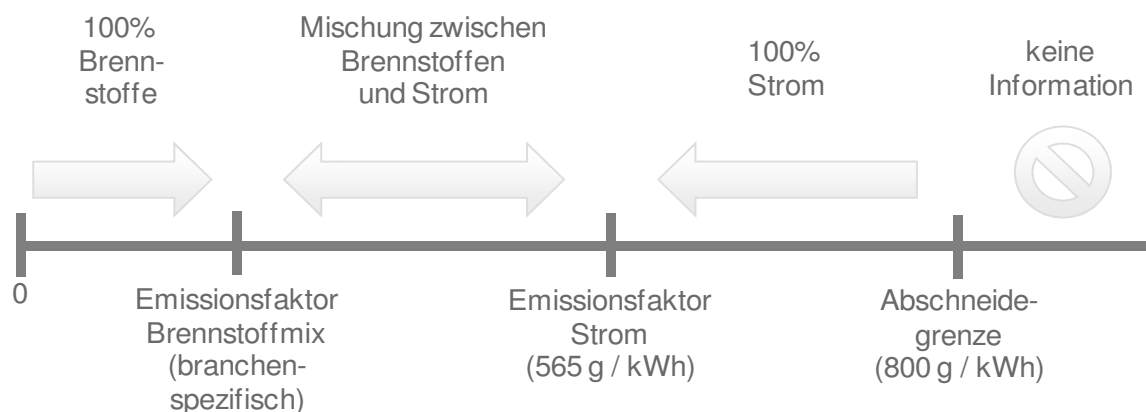 100%
Brenn-
stoffe
Mischung zwischen
Brennstoffen
und Strom
100%
Strom
keine
Information
0
Emissionsfaktor
Brennstoffmix
(branchen-
spezifisch)
Emissionsfaktor
Strom
(565 g / kWh)
Abschneide-
grenze
(800 g / kWh)